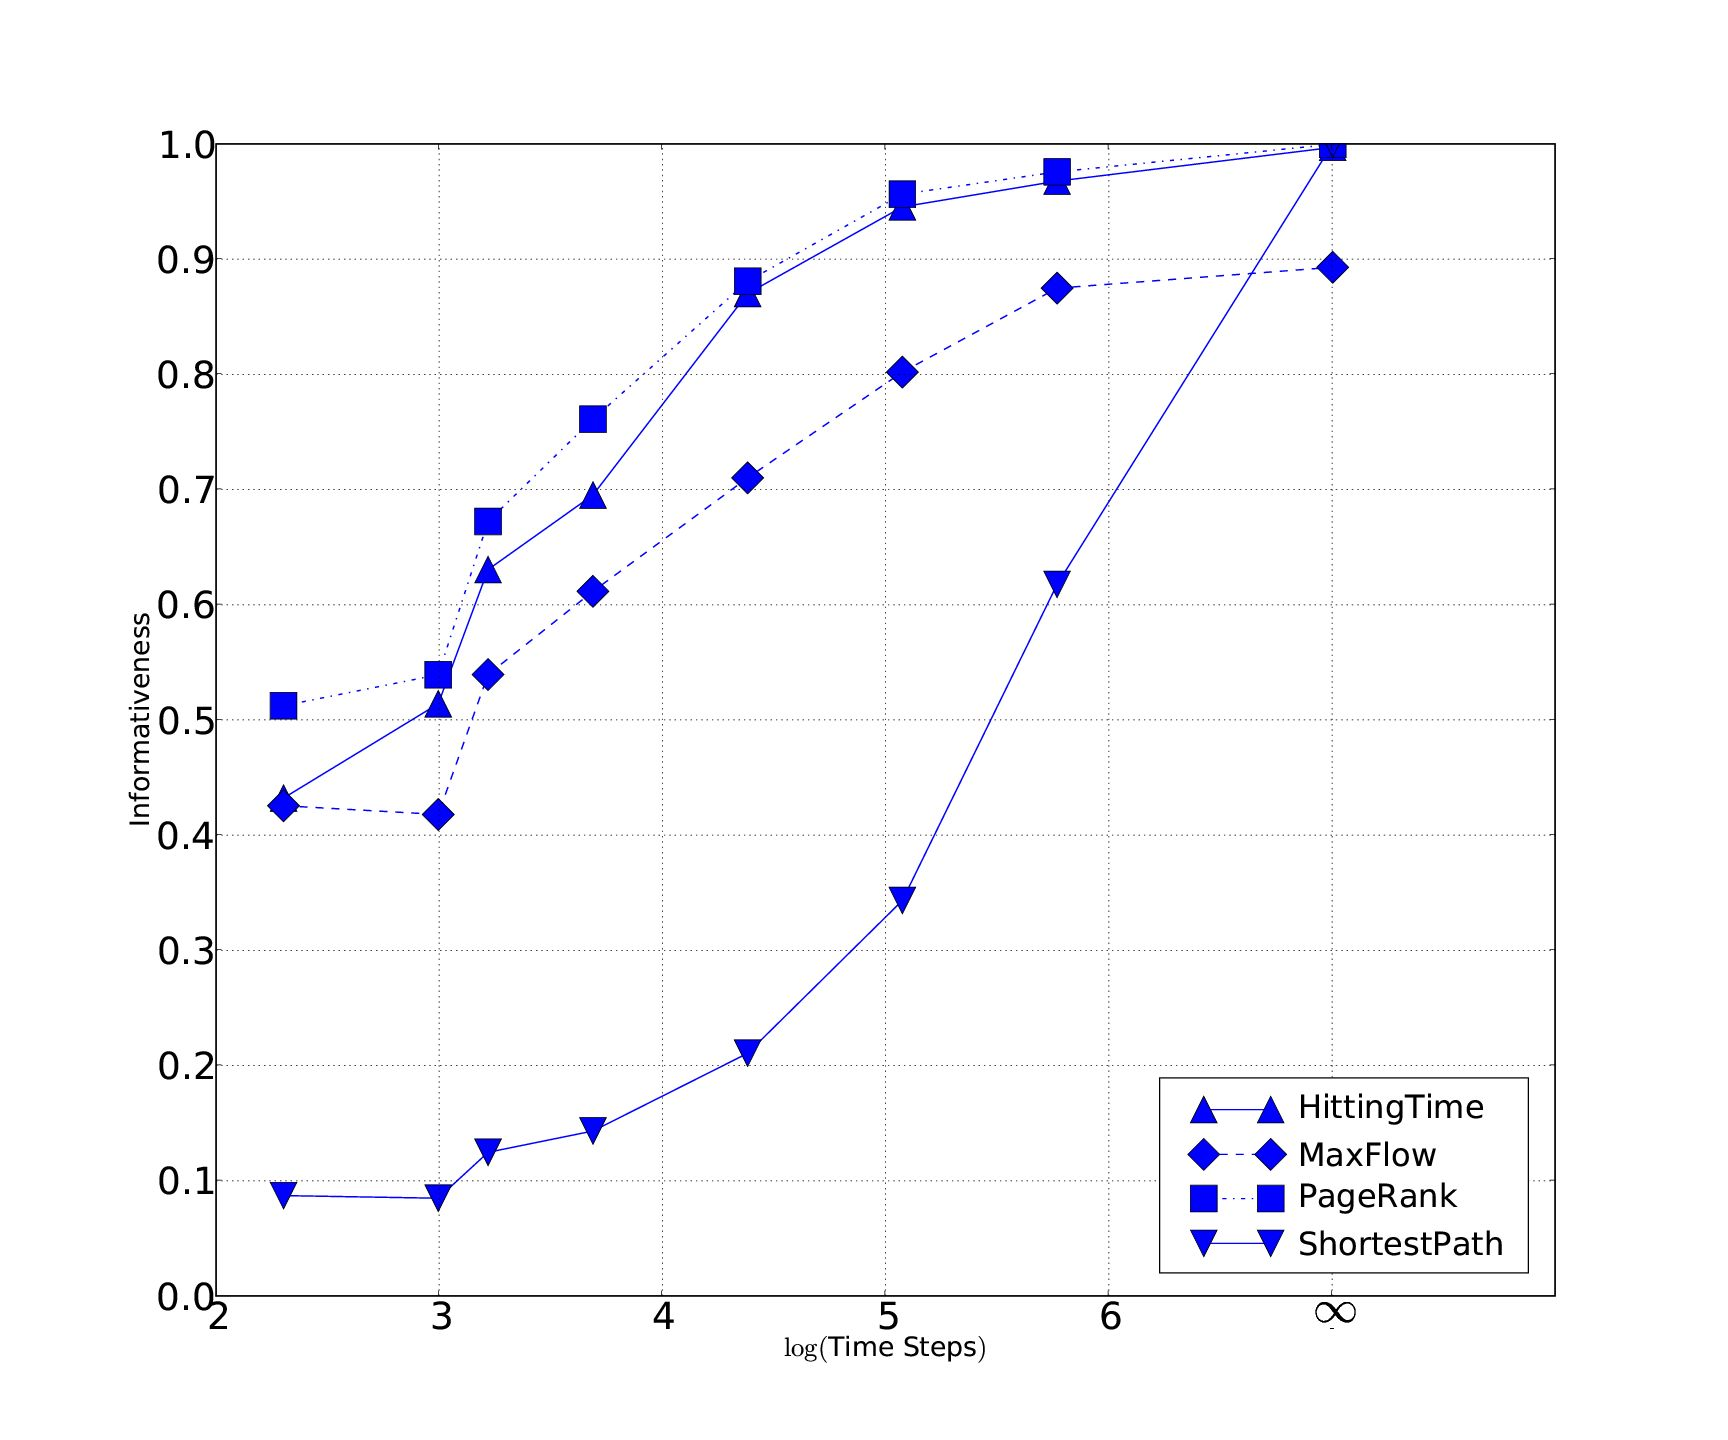 1.0
0.9
0.8
0.7
0.6
0.5
0.4
0.3
0.2
0.1
0.0
Informativeness
2 3 4 5 6 ∞
log(Time Steps)
HittingTime
MaxFlow
PageRank
ShortestPath